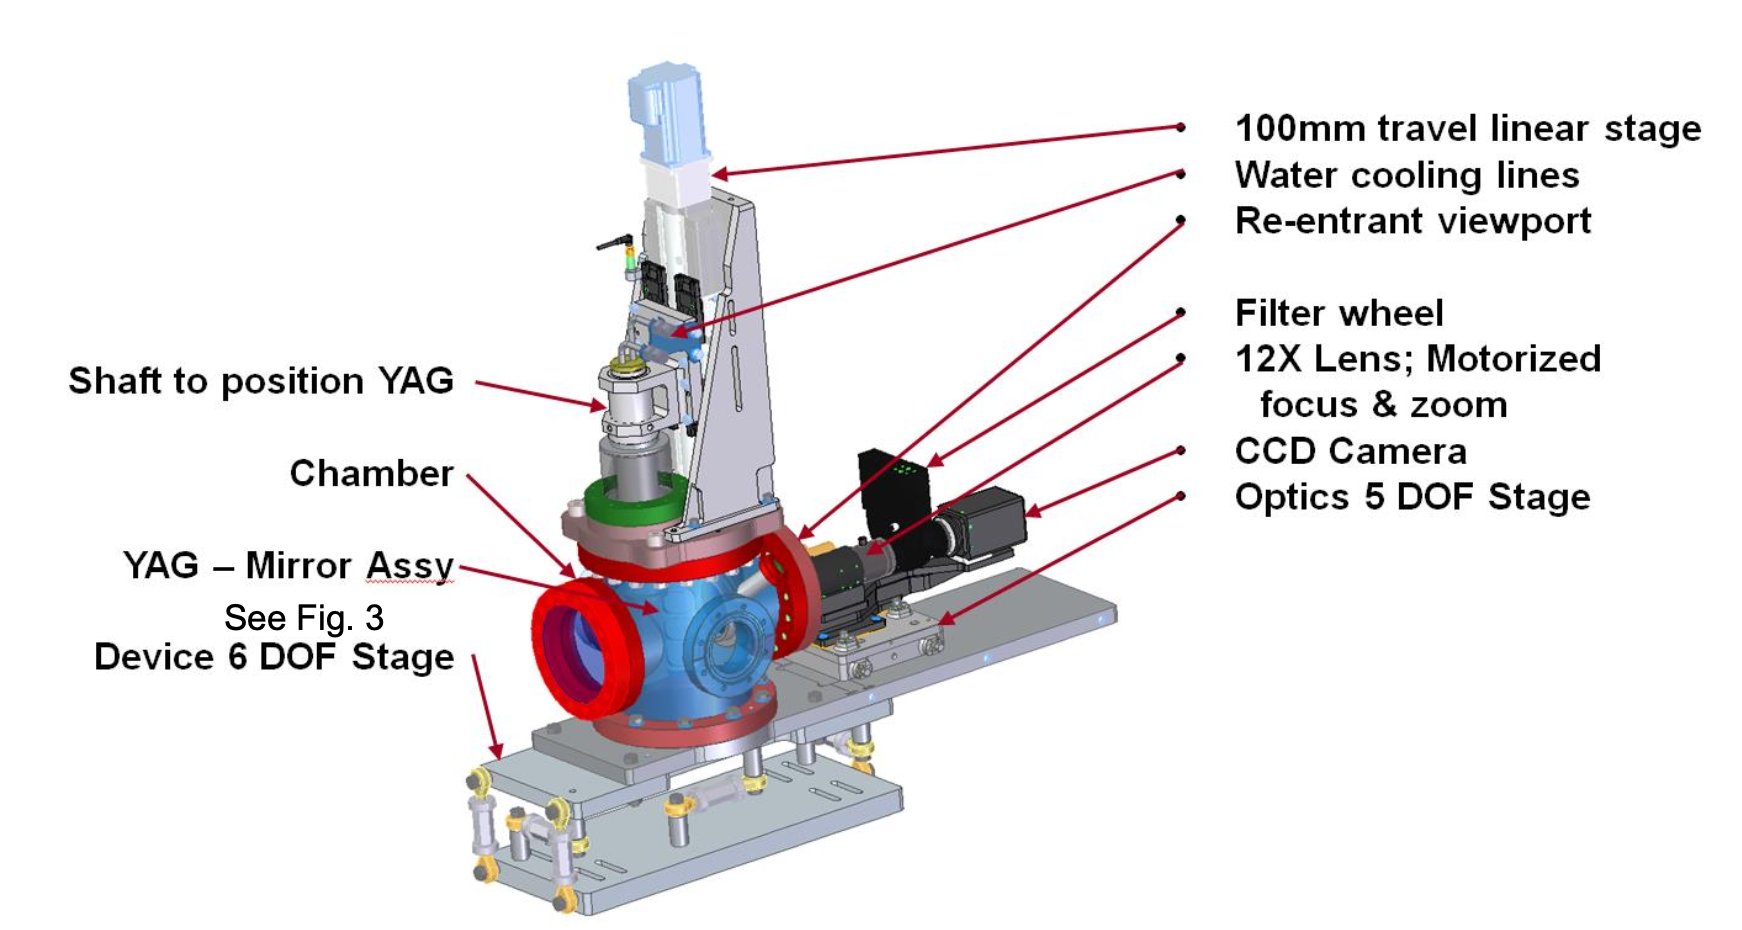 100mm travel linear stage
Water cooling lines
Re-entrant viewport
Filter wheel
12X Lens; Motorized
focus & zoom
CCD Camera
Optics 5 DOF Stage
Shaft to position YAG
Chamber
YAG – Mirror Assy
See Fig. 3
Device 6 DOF Stage